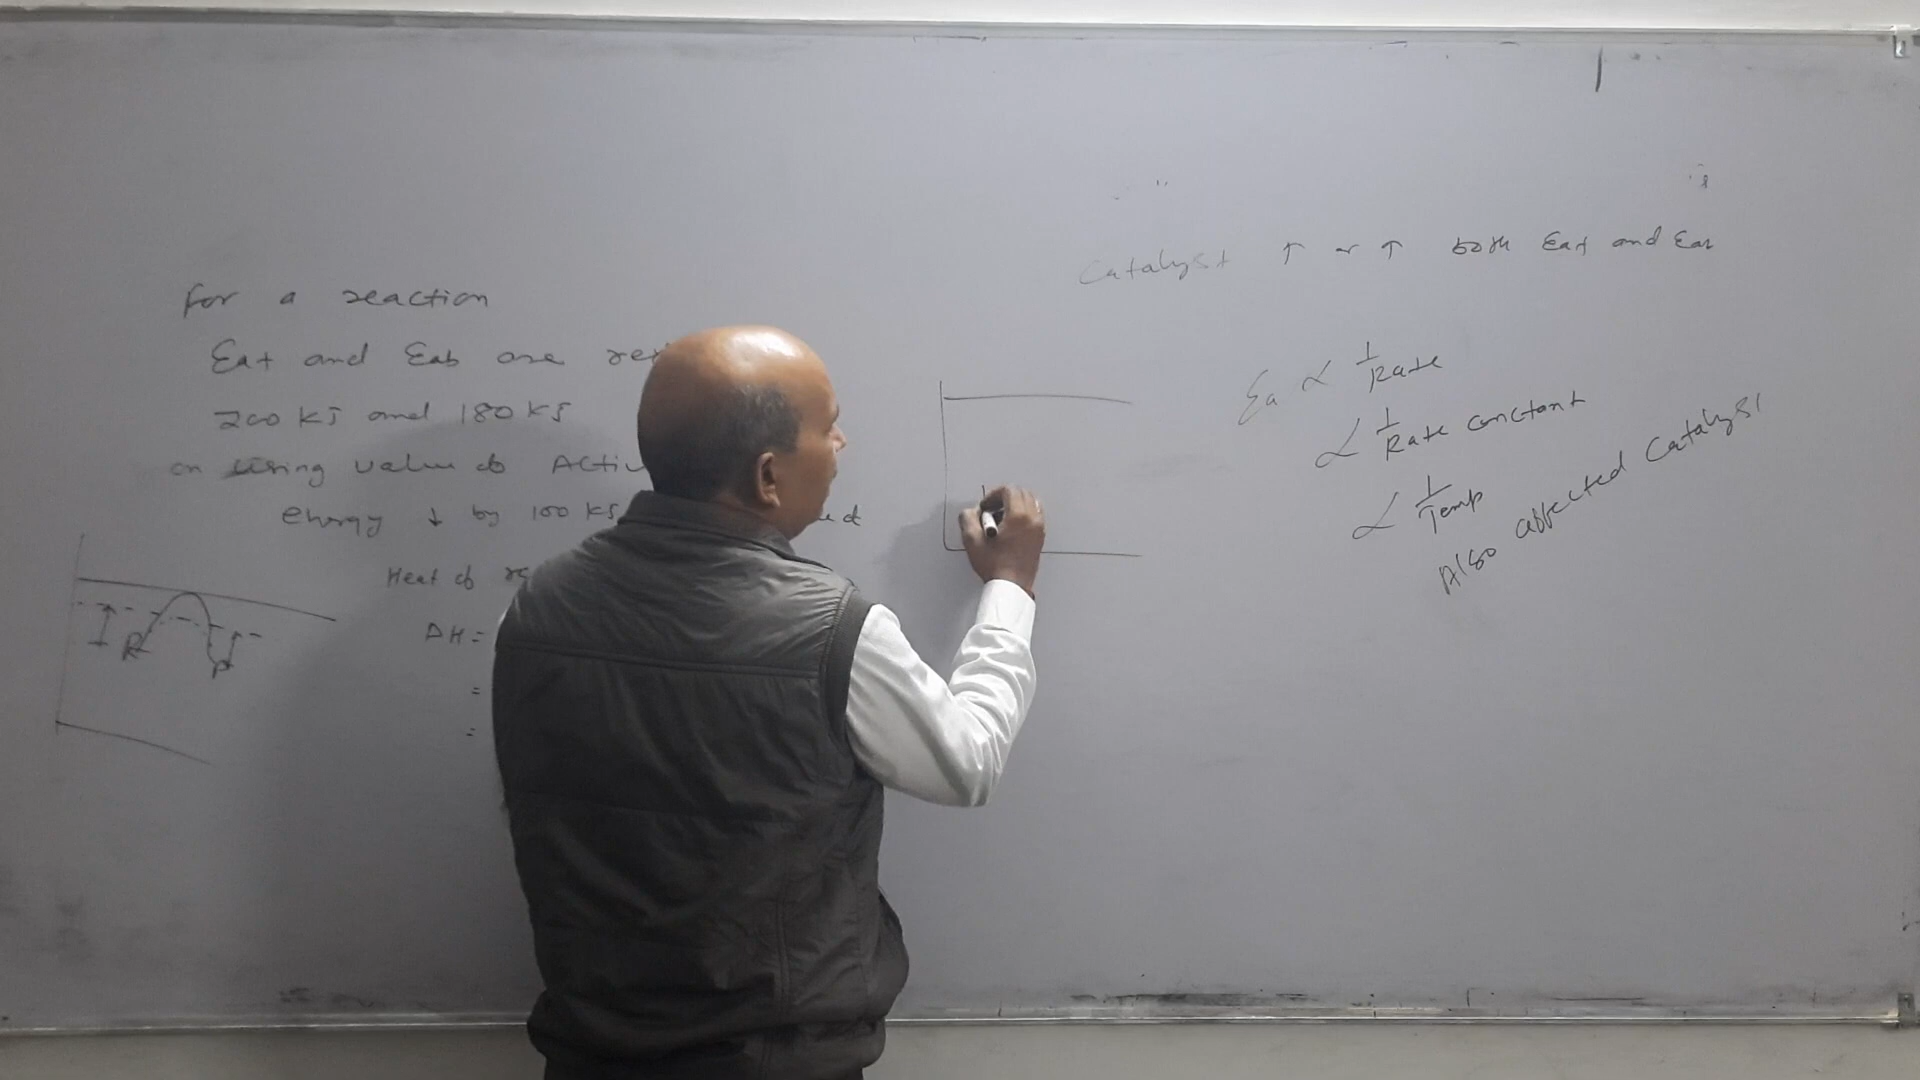 For a reaction
Eaf and Eab are
200 KJ and 180 KJ
on using value of Acti
energy ↓ by 100 KJ
Heat of
ΔH =
=
=
R
P
Catalyst ↑ or ↑ both Eaf and Eab
Ea ∝ 1/Rate
∝ 1/Rate conctant
∝ 1/Temp
Also affected Catalyst